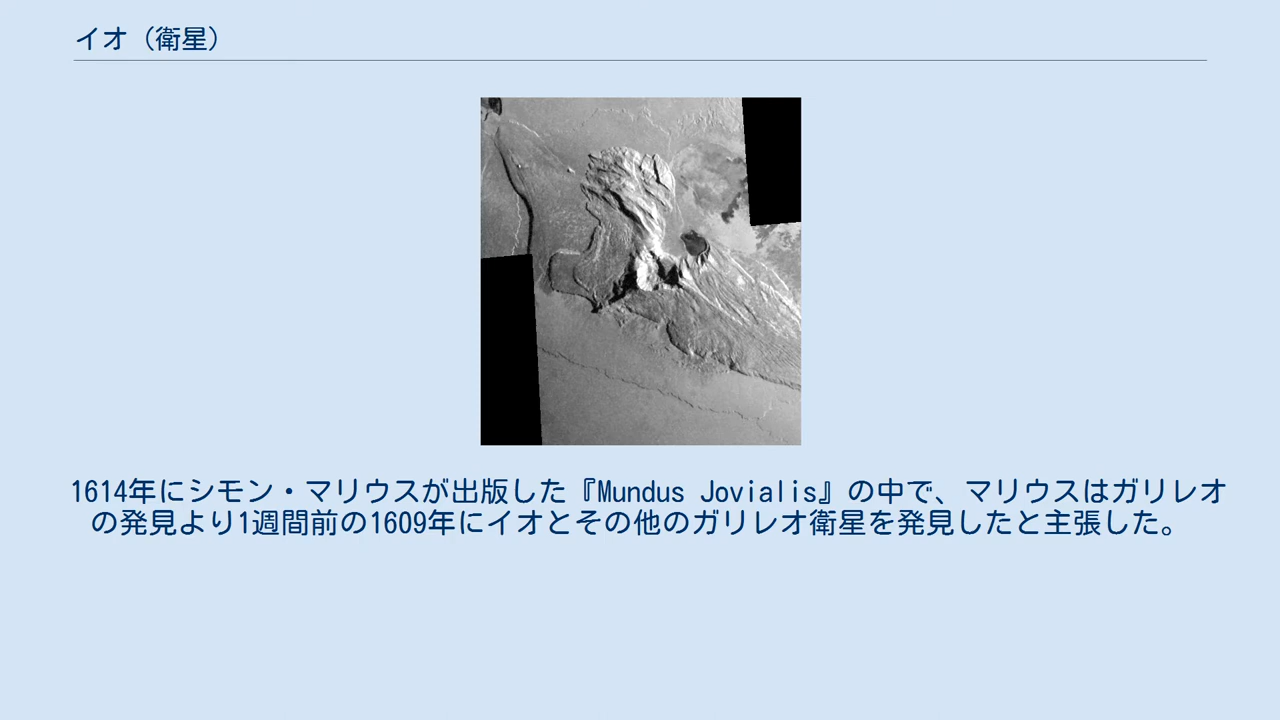 イオ（衛星）
1614年にシモン・マリウスが出版した『Mundus Jovialis』の中で、マリウスはガリレオ
の発見より1週間前の1609年にイオとその他のガリレオ衛星を発見したと主張した。